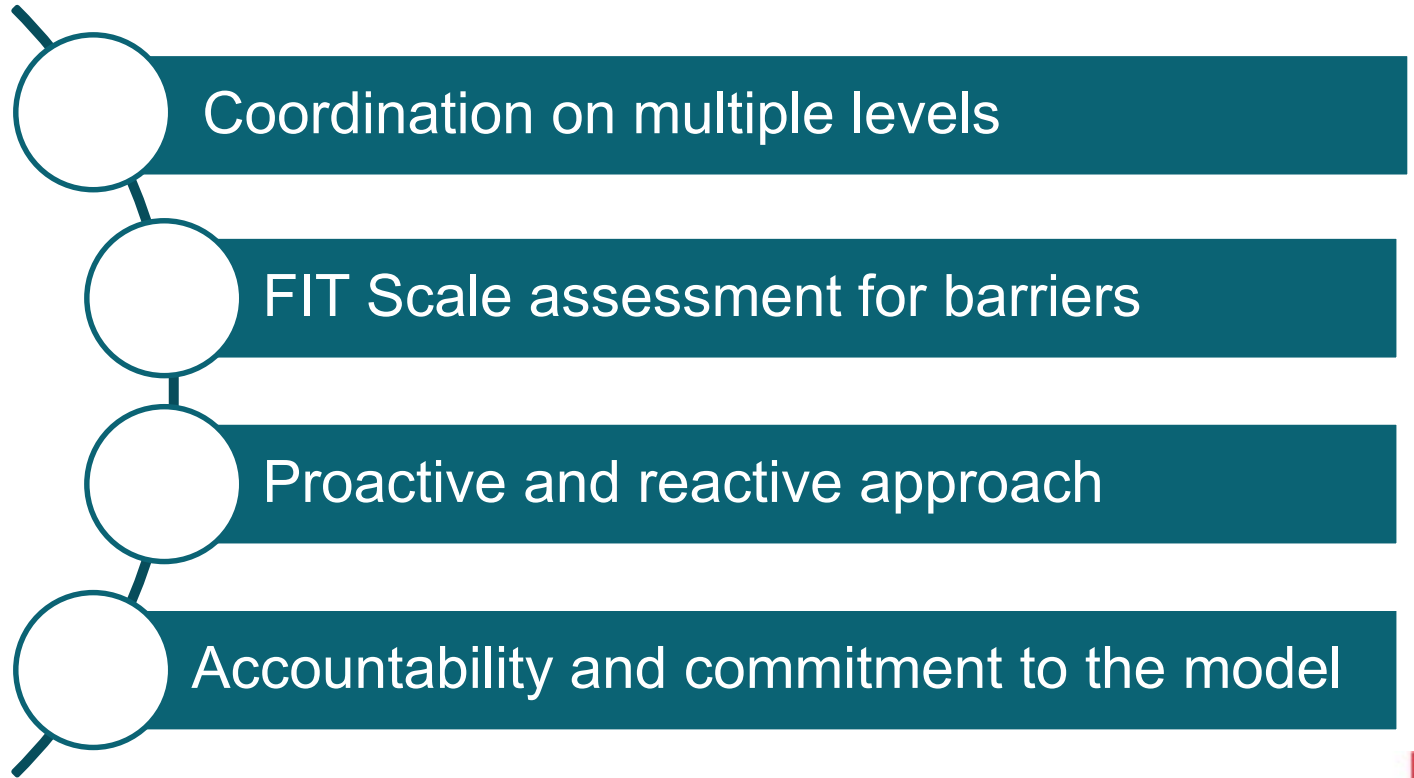 Coordination on multiple levels
FIT Scale assessment for barriers
Proactive and reactive approach
Accountability and commitment to the model